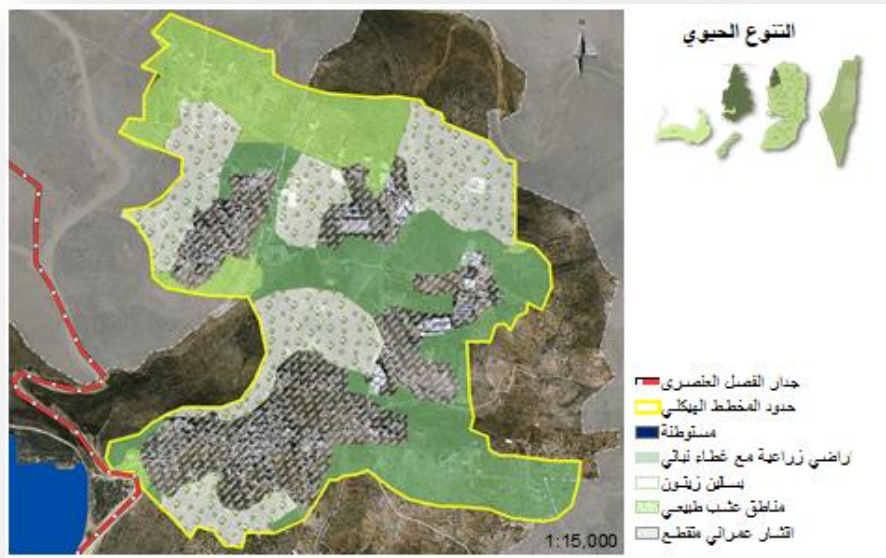 التنوع الحيوي
N
جدار الفصل العنصري
حدود المخطط الهيكلي
مستوطنة
اراضي زراعية مع غطاء نباتي
بساتين زيتون
مناطق عشب طبيعي
انتشار عمراني متقطع
1:15,000